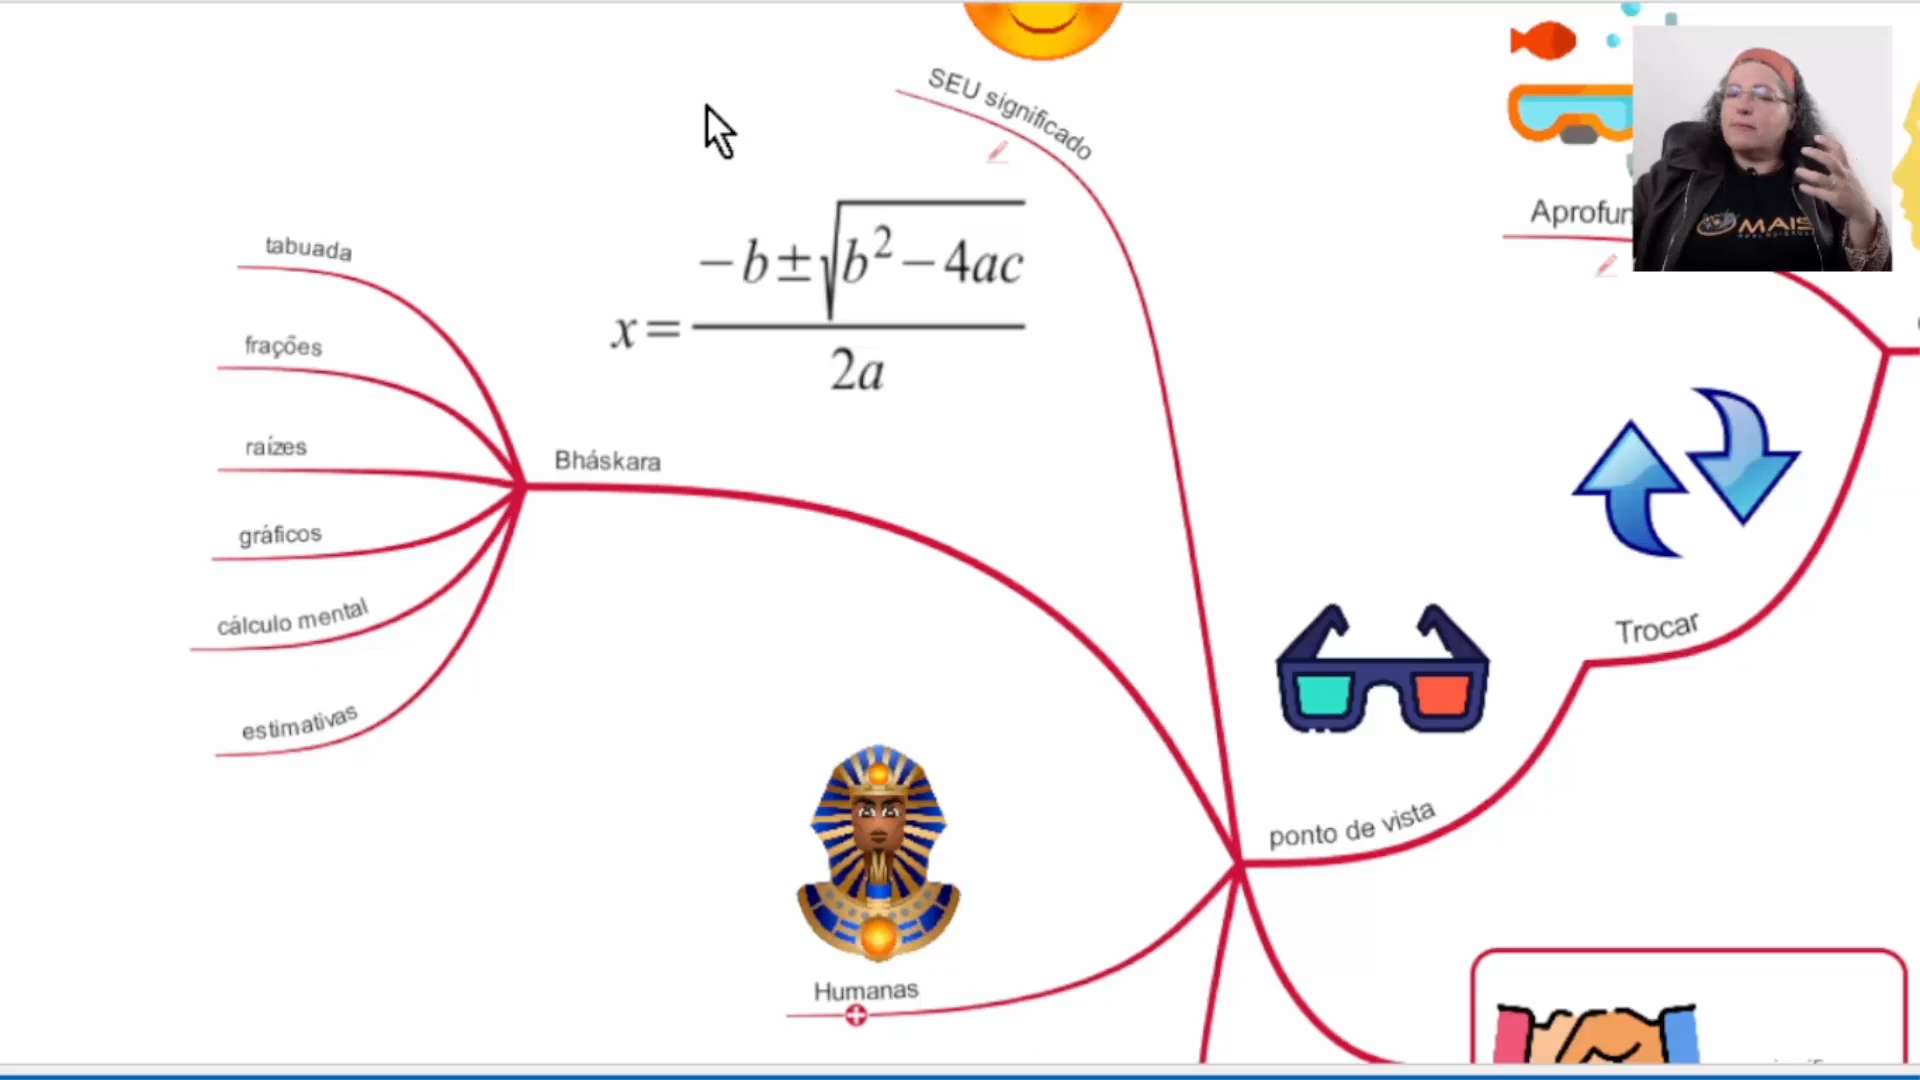 SEU significado
Aprofun
MAIS
tabuada
x = −b ± √b² − 4ac / 2a
frações
raízes
Bháskara
gráficos
cálculo mental
Trocar
estimativas
ponto de vista
Humanas